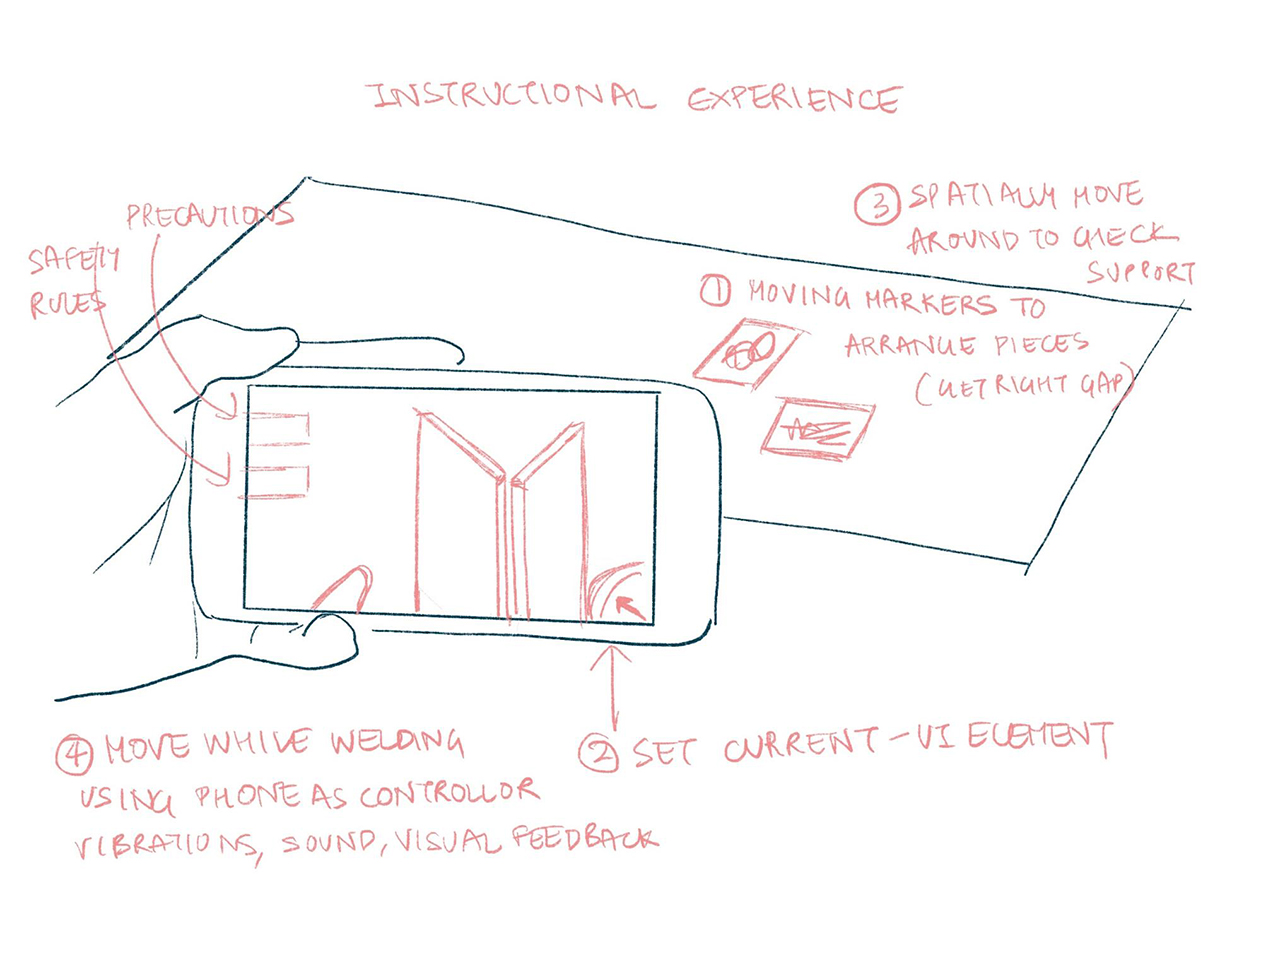 INSTRUCTIONAL EXPERIENCE
PRECAUTIONS
SAFETY
RULES
③ SPATIALLY MOVE
AROUND TO CHECK
SUPPORT
① MOVING MARKERS TO
ARRANGE PIECES
(GET RIGHT GAP)
④ MOVE WHILE WELDING
USING PHONE AS CONTROLLOR
VIBRATIONS, SOUND, VISUAL FEEDBACK
② SET CURRENT - UI ELEMENT